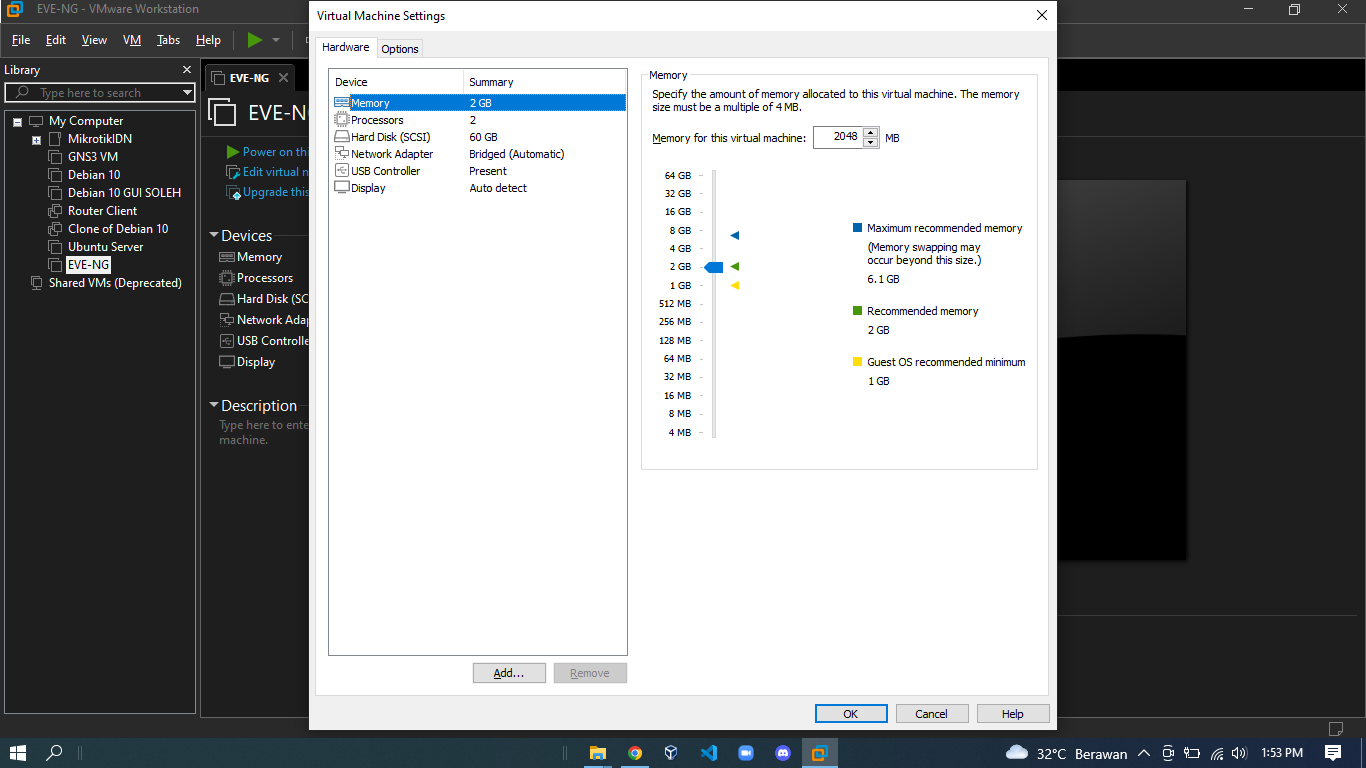 EVE-NG - VMware Workstation
File Edit View VM Tabs Help
Library
Type here to search
My Computer
MikrotikIDN
GNS3 VM
Debian 10
Debian 10 GUI SOLEH
Router Client
Clone of Debian 10
Ubuntu Server
EVE-NG
Shared VMs (Deprecated)
EVE-NG
EVE-N
Power on thi
Edit virtual m
Upgrade this
Devices
Memory
Processors
Hard Disk (SC
Network Adap
USB Controlle
Display
Description
Type here to ente
machine.
Virtual Machine Settings
Hardware Options
Device Summary
Memory 2 GB
Processors 2
Hard Disk (SCSI) 60 GB
Network Adapter Bridged (Automatic)
USB Controller Present
Display Auto detect
Add... Remove
Memory
Specify the amount of memory allocated to this virtual machine. The memory
size must be a multiple of 4 MB.
Memory for this virtual machine: 2048 MB
64 GB
32 GB
16 GB
8 GB
4 GB
2 GB
1 GB
512 MB
256 MB
128 MB
64 MB
32 MB
16 MB
8 MB
4 MB
Maximum recommended memory
(Memory swapping may
occur beyond this size.)
6.1 GB
Recommended memory
2 GB
Guest OS recommended minimum
1 GB
OK Cancel Help
32°C Berawan 1:53 PM